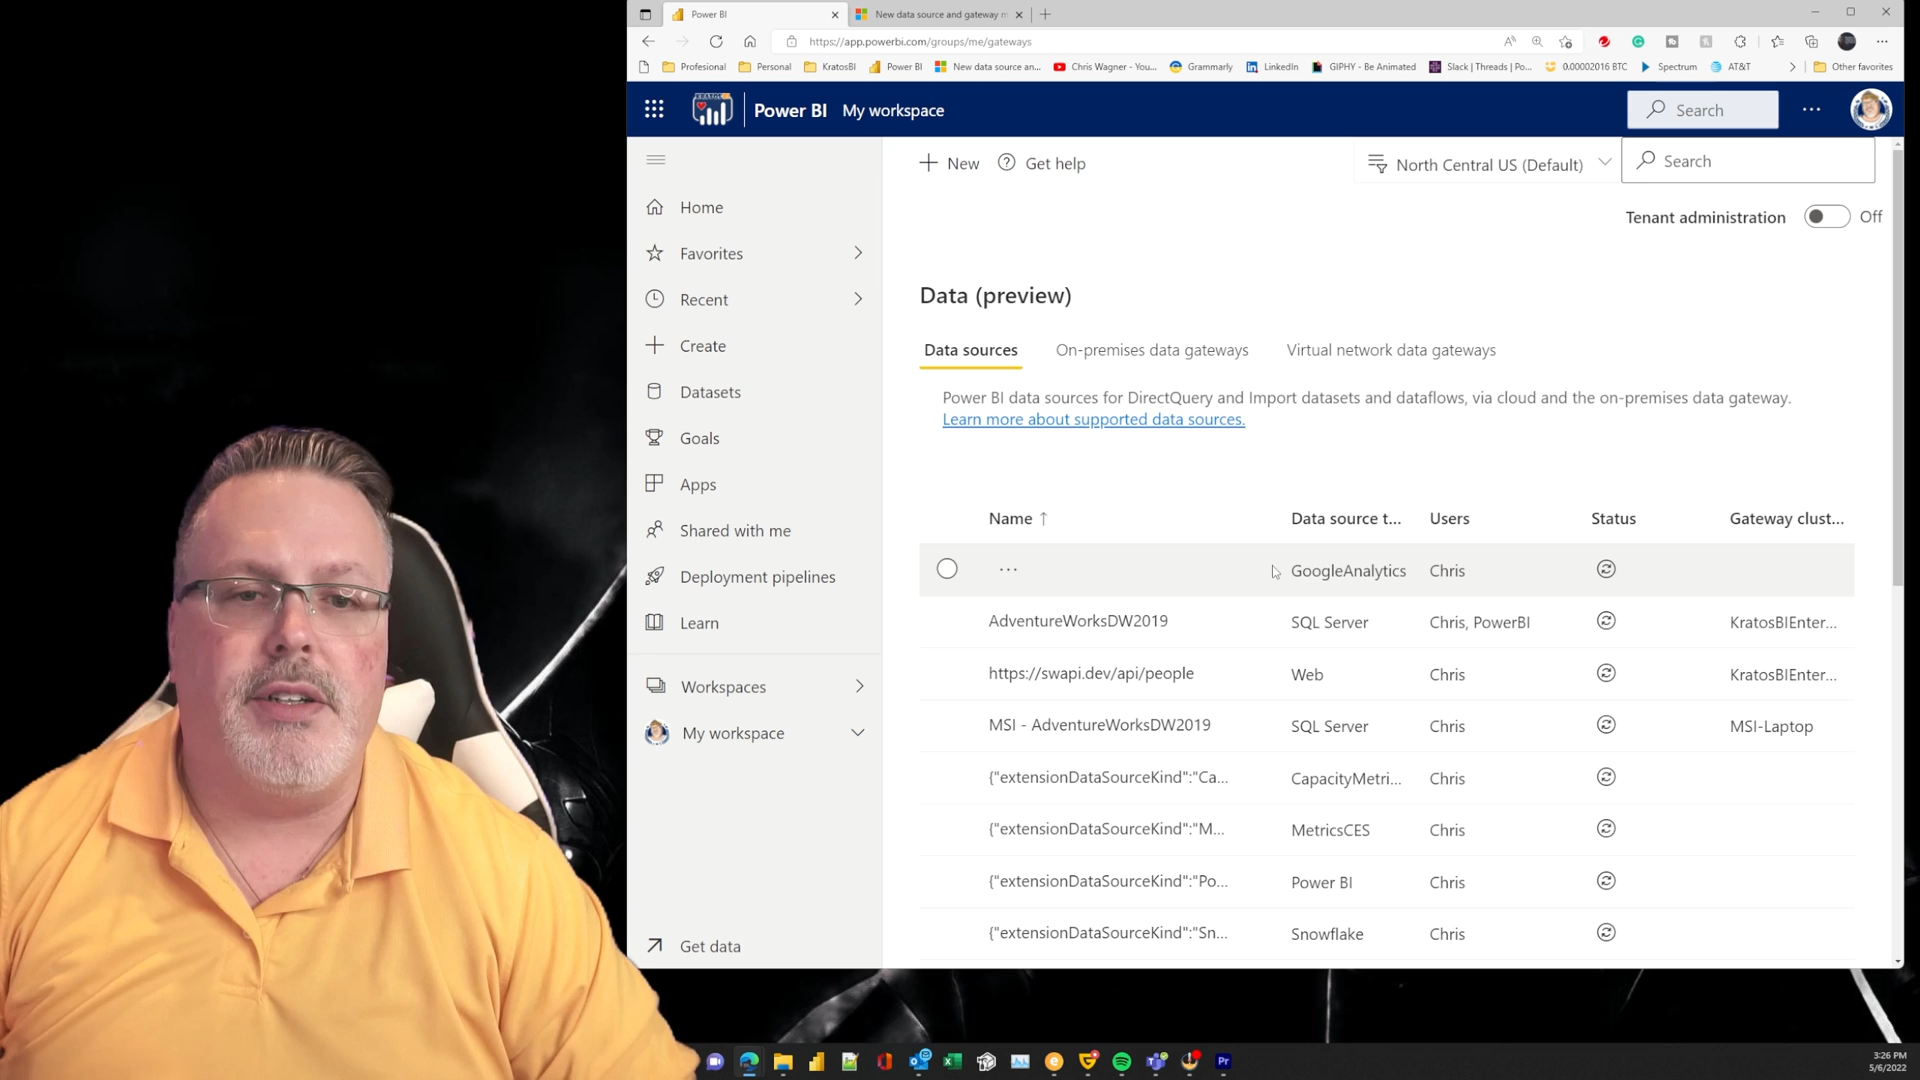 Power BI
New data source and gateway m
https://app.powerbi.com/groups/me/gateways
Profesional
Personal
KratosBI
Power BI
New data source an...
Chris Wagner - You...
Grammarly
LinkedIn
GIPHY - Be Animated
Slack | Threads | Po...
0.00002016 BTC
Spectrum
AT&T
Other favorites
Power BI
My workspace
Search
New
Get help
North Central US (Default)
Search
Tenant administration
Off
Home
Favorites
Recent
Create
Datasets
Goals
Apps
Shared with me
Deployment pipelines
Learn
Workspaces
My workspace
Get data
Data (preview)
Data sources
On-premises data gateways
Virtual network data gateways
Power BI data sources for DirectQuery and Import datasets and dataflows, via cloud and the on-premises data gateway.
Learn more about supported data sources.
Name ↑ Data source t... Users Status Gateway clust...
... GoogleAnalytics Chris
AdventureWorksDW2019 SQL Server Chris, PowerBI KratosBIEnter...
https://swapi.dev/api/people Web Chris KratosBIEnter...
MSI - AdventureWorksDW2019 SQL Server Chris MSI-Laptop
{"extensionDataSourceKind":"Ca... CapacityMetri... Chris
{"extensionDataSourceKind":"M... MetricsCES Chris
{"extensionDataSourceKind":"Po... Power BI Chris
{"extensionDataSourceKind":"Sn... Snowflake Chris
Pr
3:26 PM
5/6/2022